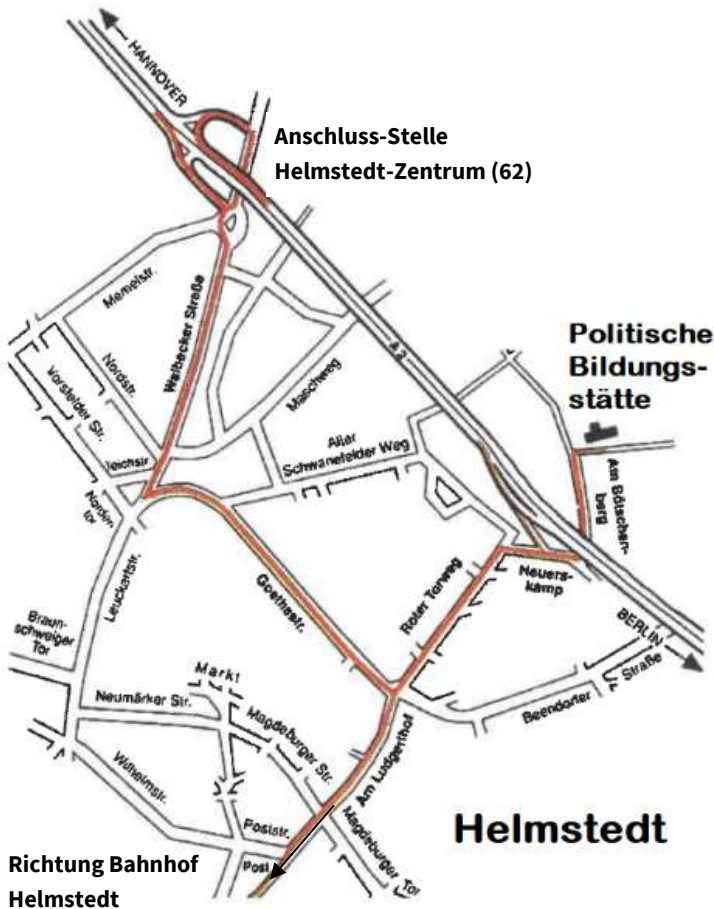 HANNOVER
Anschluss-Stelle
Helmstedt-Zentrum (62)
Memelstr.
Walbecker Straße
A 2
Politische
Bildungs-
stätte
Nordstr.
Vorsfelder Str.
Maschweg
Alter
Schwanefelder Weg
Teichstr.
Am Bötschen-
berg
Norder-
tor
Neuers-
kamp
Leuckartstr.
Goethestr.
Roter Torweg
Braun-
schweiger
Tor
BERLIN
Markt
Straße
Neumärker Str.
Beendorfer
Magdeburger Str.
Am Ludgerihof
Wilhelmstr.
Poststr.
Magdeburger Tor
Helmstedt
Post
Richtung Bahnhof
Helmstedt